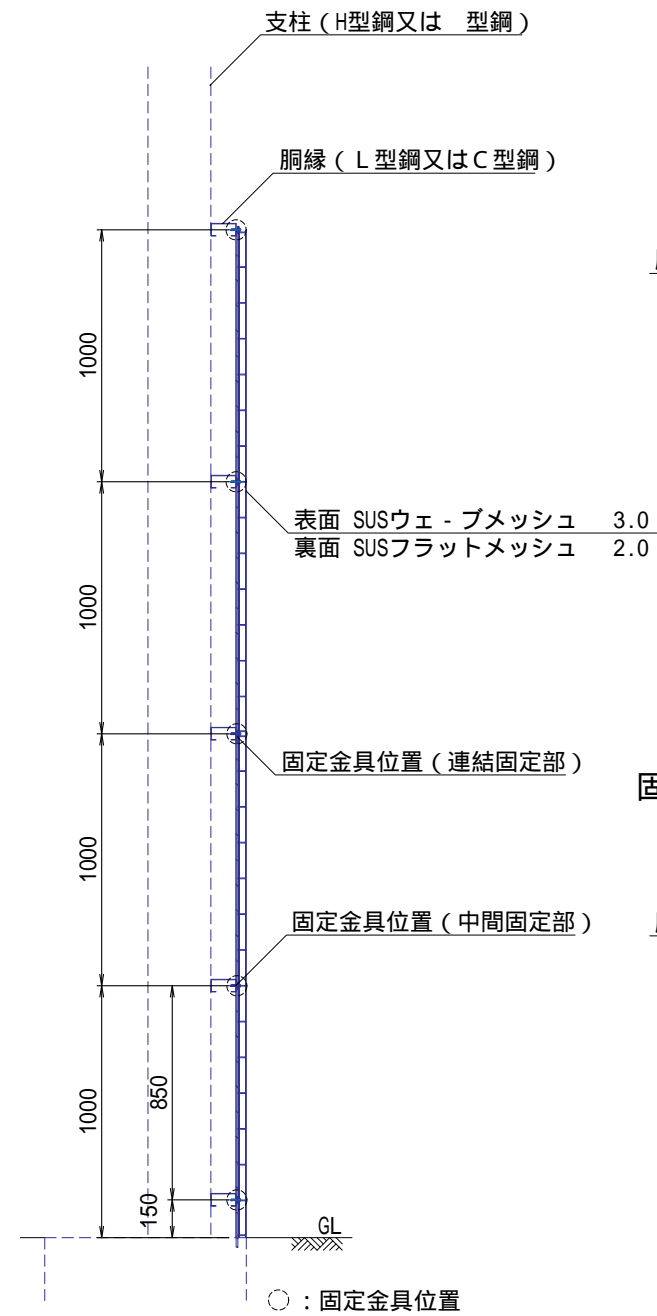 支柱（H型鋼又は　型鋼）
胴縁（Ｌ型鋼又はＣ型鋼）
1000
表面 SUSウェ-ブメッシュ　3.0
裏面 SUSフラットメッシュ　2.0
1000
固定金具位置（連結固定部）
固
1000
固定金具位置（中間固定部）
1000
850
150
GL
：固定金具位置